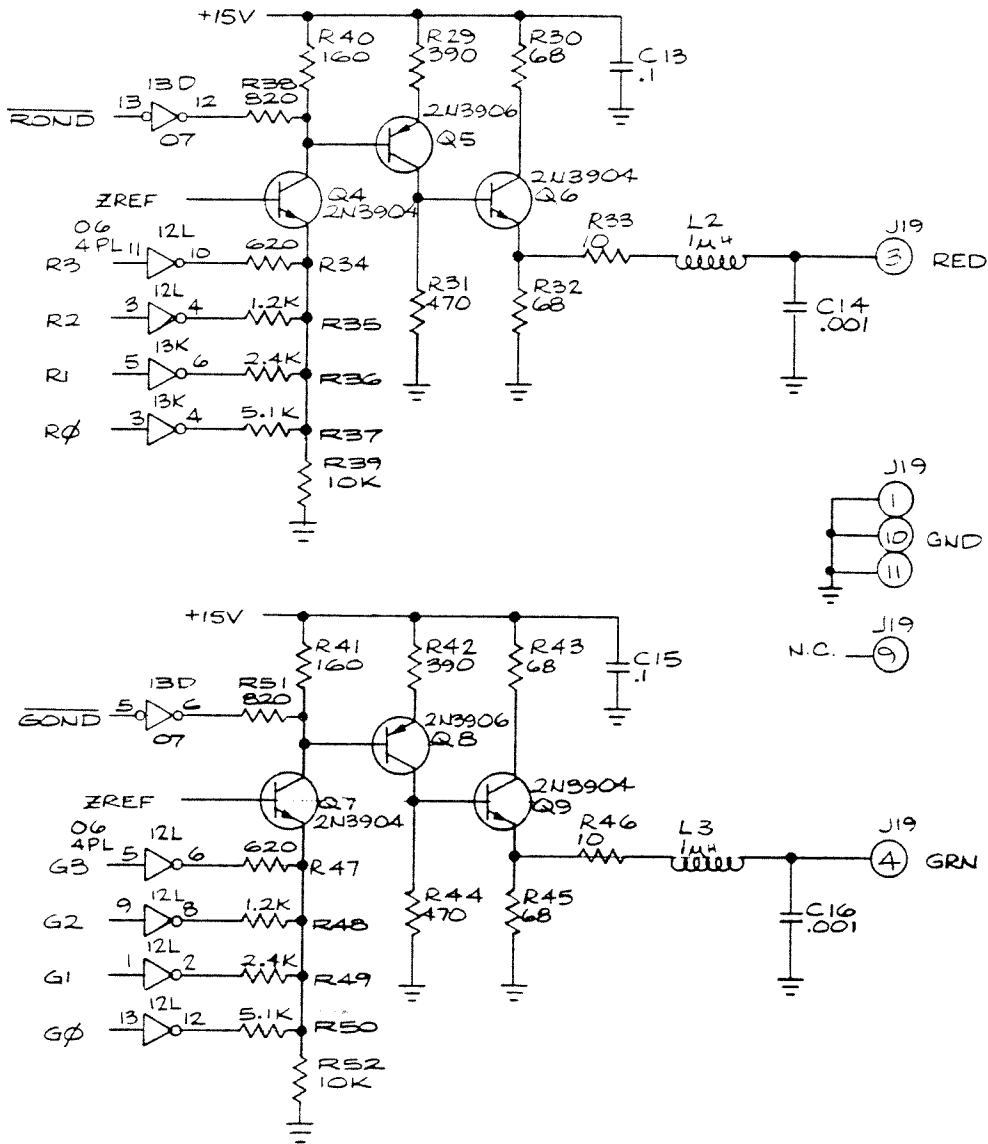 +15V
R40
160
R29
390
R30
68
C13
.1
R38
820
13D
13
12
07
R̅O̅N̅D̅
2N3906
Q5
ZREF
Q4
2N3904
2N3904
Q6
06
4PL
11
12L
10
620
R3
R34
R33
10
L2
1μH
J19
3
RED
12L
3
4
1.2K
R2
R35
R31
470
R32
68
C14
.001
13K
5
6
2.4K
R1
R36
13K
3
4
5.1K
RØ
R37
R39
10K
J19
1
10
GND
11
J19
N.C.
9
+15V
R41
160
R42
390
R43
68
C15
.1
13D
R51
820
5
6
07
G̅O̅N̅D̅
2N3906
Q8
ZREF
Q7
2N3904
2N3904
Q9
06
4PL
5
12L
6
620
G3
R47
R46
10
L3
1μH
J19
4
GRN
12L
9
8
1.2K
G2
R48
R44
470
R45
68
C16
.001
12L
1
2
2.4K
G1
R49
12L
13
12
5.1K
GØ
R50
R52
10K